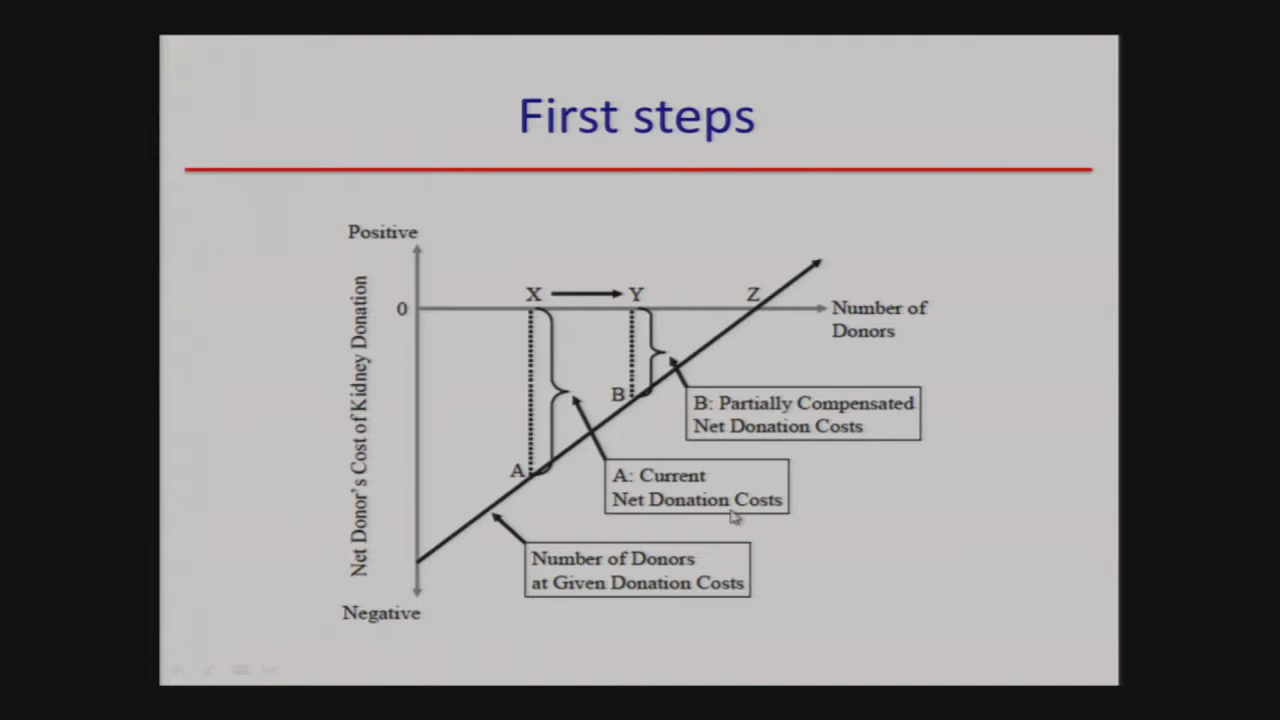 First steps
Positive
0
Net Donor's Cost of Kidney Donation
X
Y
Z
Number of
Donors
B
B: Partially Compensated
Net Donation Costs
A
A: Current
Net Donation Costs
Number of Donors
at Given Donation Costs
Negative